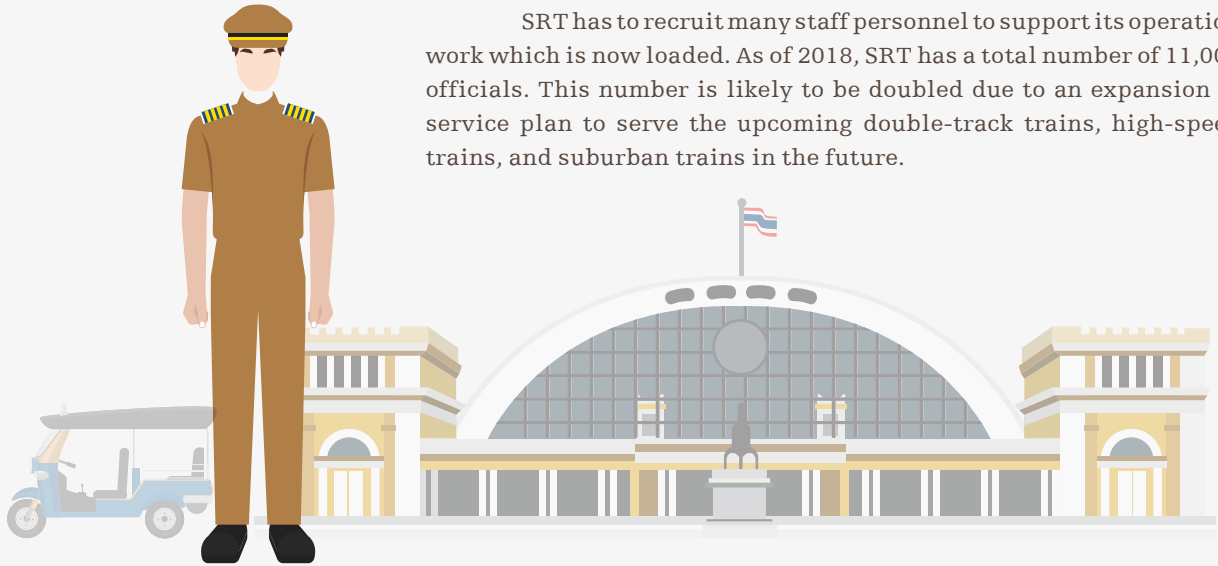 SRT has to recruit many staff personnel to support its
work which is now loaded. As of 2018, SRT has a total number of
officials. This number is likely to be doubled due to an expansion
service plan to serve the upcoming double-track trains,
trains, and suburban trains in the future.